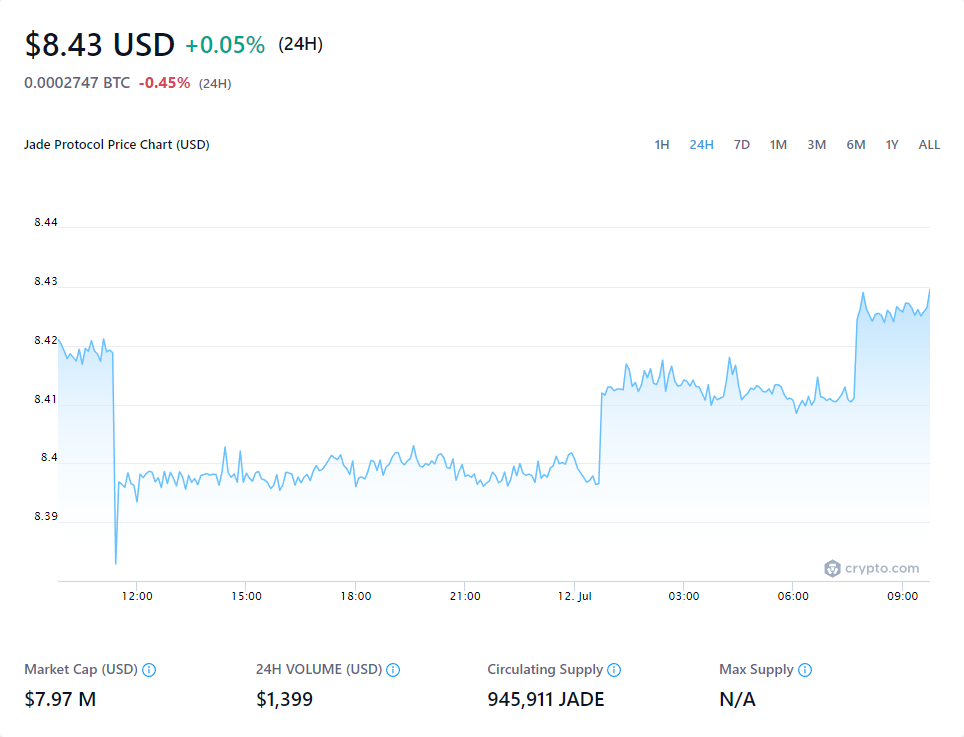 $8.43 USD +0.05% (24H)
0.0002747 BTC -0.45% (24H)
Jade Protocol Price Chart (USD) 1H 24H 7D 1M 3M 6M 1Y ALL
8.44
8.43
8.42
8.41
8.4
8.39
crypto.com
12:00 15:00 18:00 21:00 12. Jul 03:00 06:00 09:00
Market Cap (USD) 24H VOLUME (USD) Circulating Supply Max Supply
$7.97 M $1,399 945,911 JADE N/A